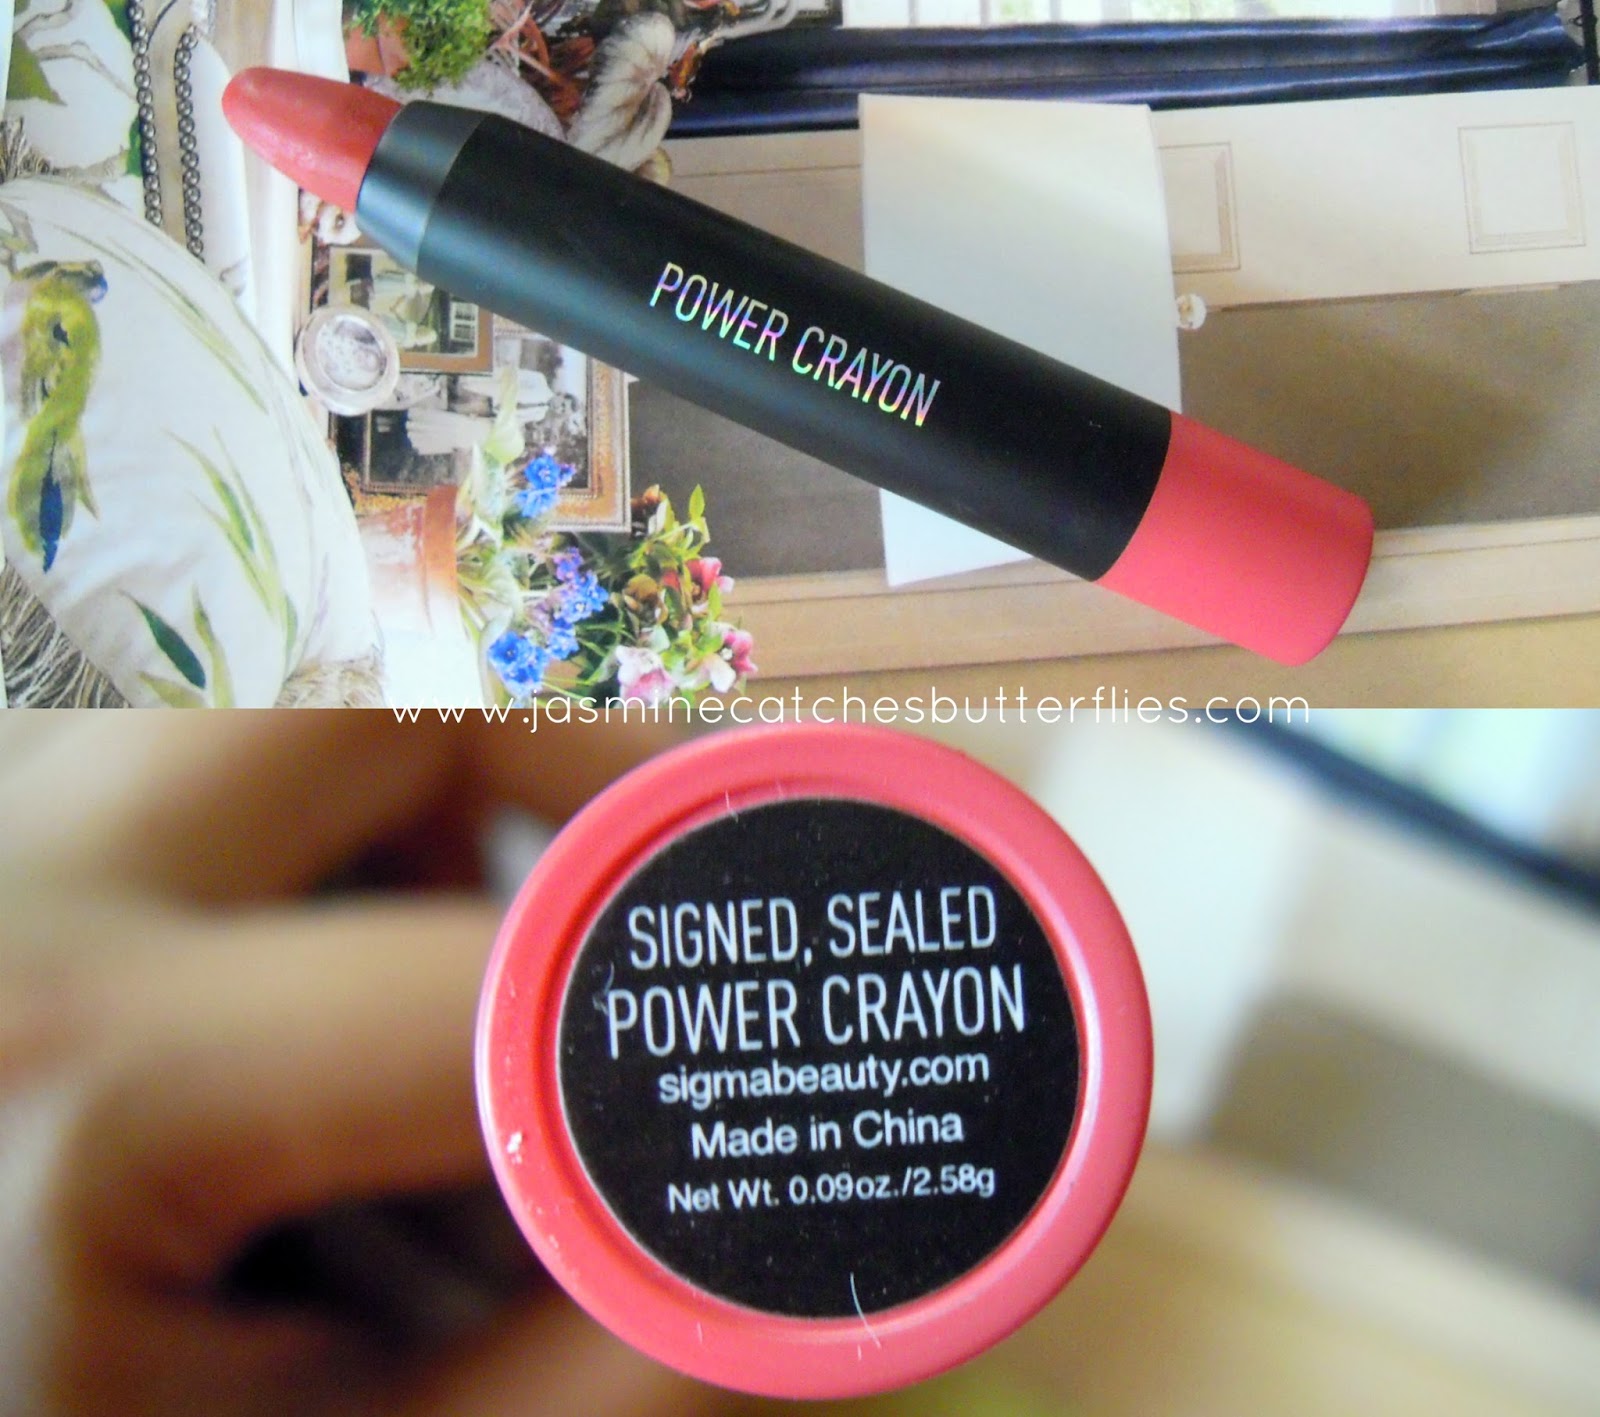 POWER CRAYON
www.jasminecatchesbutterflies.com
SIGNED, SEALED
POWER CRAYON
sigmabeauty.com
Made in China
Net Wt. 0.09oz./2.58g